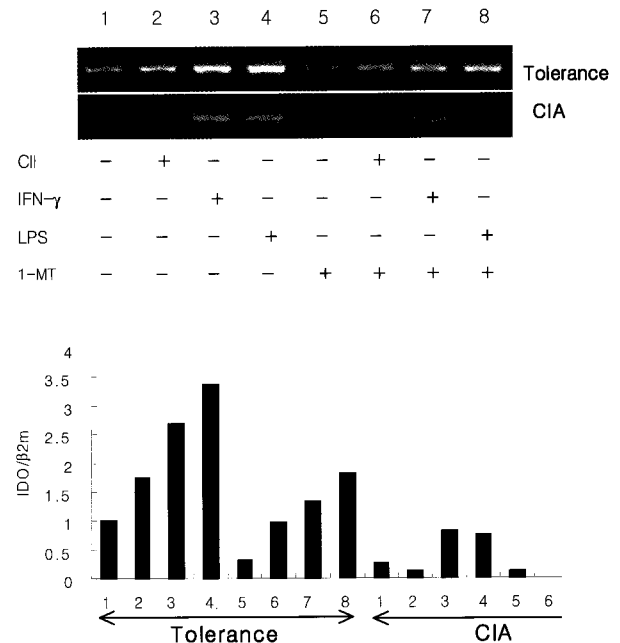 1 2 3 4 5 6 7 8
Tolerance
CIA
CII − + − − − + − −
IFN-γ − − + − − − + −
LPS − − − + − − − +
1-MT − − − − + + + +
4
3.5
3
2.5
2
1.5
1
0.5
0
IDO/β2m
1 2 3 4. 5 6 7 8 1 2 3 4 5 6
Tolerance CIA